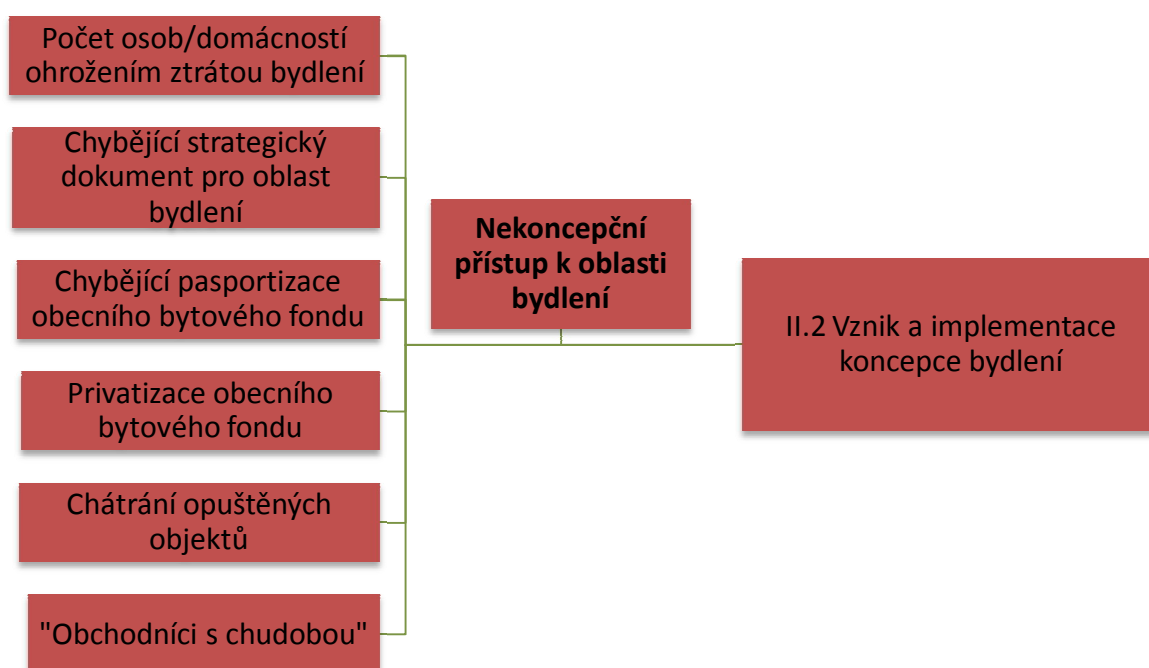 Počet osob/domácností
ohrožením ztrátou bydlení
Chybějící strategický
dokument pro oblast
bydlení
Chybějící pasportizace
obecního bytového fondu
Privatizace obecního
bytového fondu
Chátrání opuštěných
objektů
"Obchodníci s chudobou"
Nekoncepční
přístup k oblasti
bydlení
II.2 Vznik a implementace
koncepce bydlení